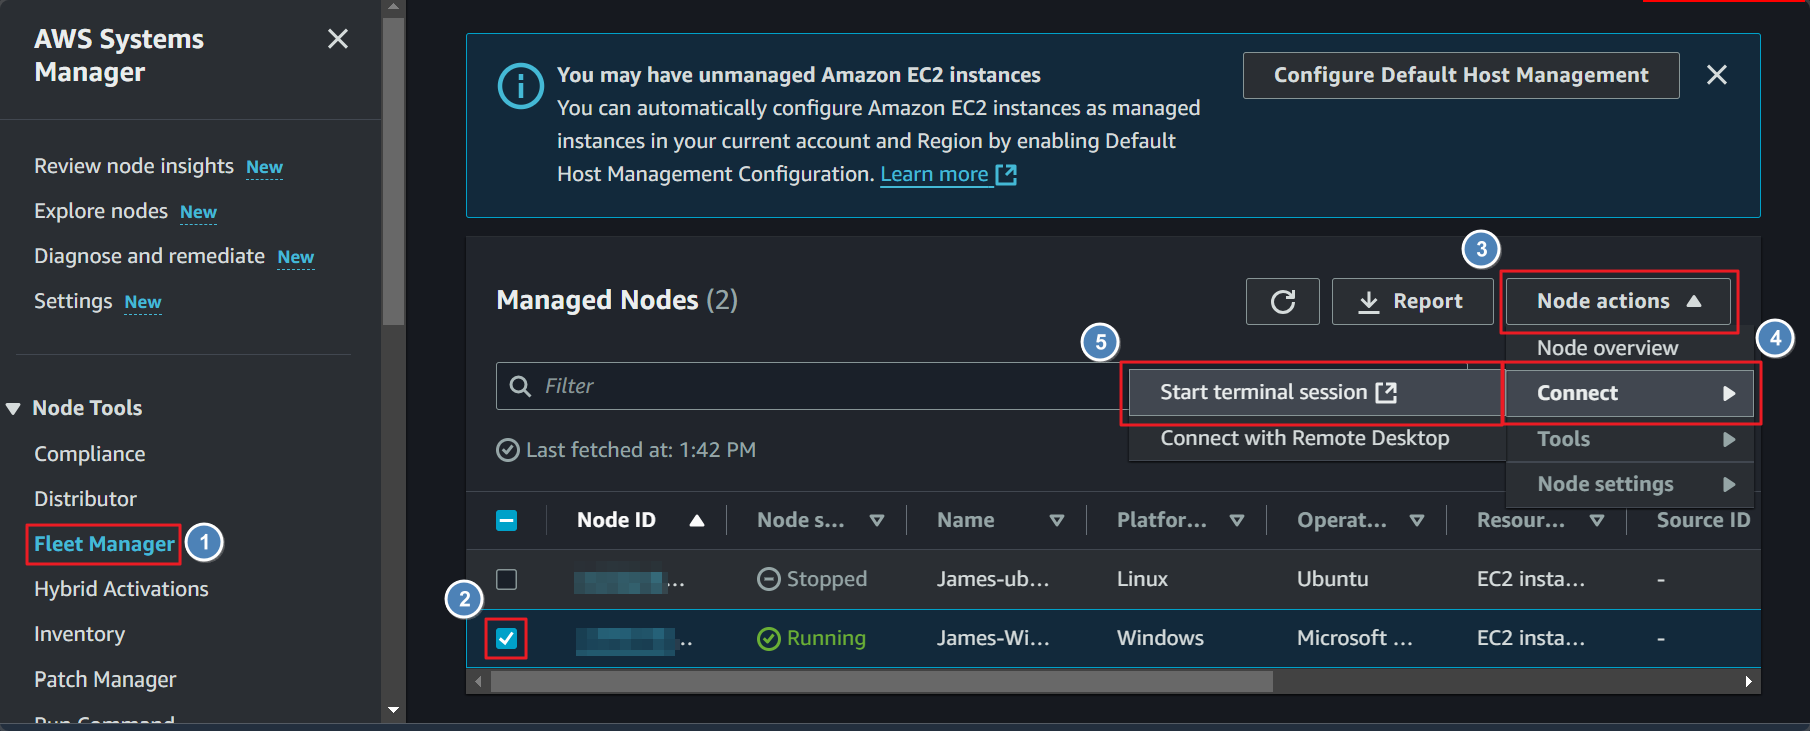 AWS Systems
Manager
Review node insights New
Explore nodes New
Diagnose and remediate New
Settings New
Node Tools
Compliance
Distributor
Fleet Manager
1
Hybrid Activations
Inventory
Patch Manager
Run Command
You may have unmanaged Amazon EC2 instances
You can automatically configure Amazon EC2 instances as managed
instances in your current account and Region by enabling Default
Host Management Configuration. Learn more
Configure Default Host Management
Managed Nodes (2)
Report
3
Node actions
Node overview
4
Connect
Tools
Node settings
5
Start terminal session
Connect with Remote Desktop
Filter
Last fetched at: 1:42 PM
Node ID Node s... Name Platfor... Operat... Resour... Source ID
... Stopped James-ub... Linux Ubuntu EC2 insta... -
2
.. Running James-Wi... Windows Microsoft ... EC2 insta... -